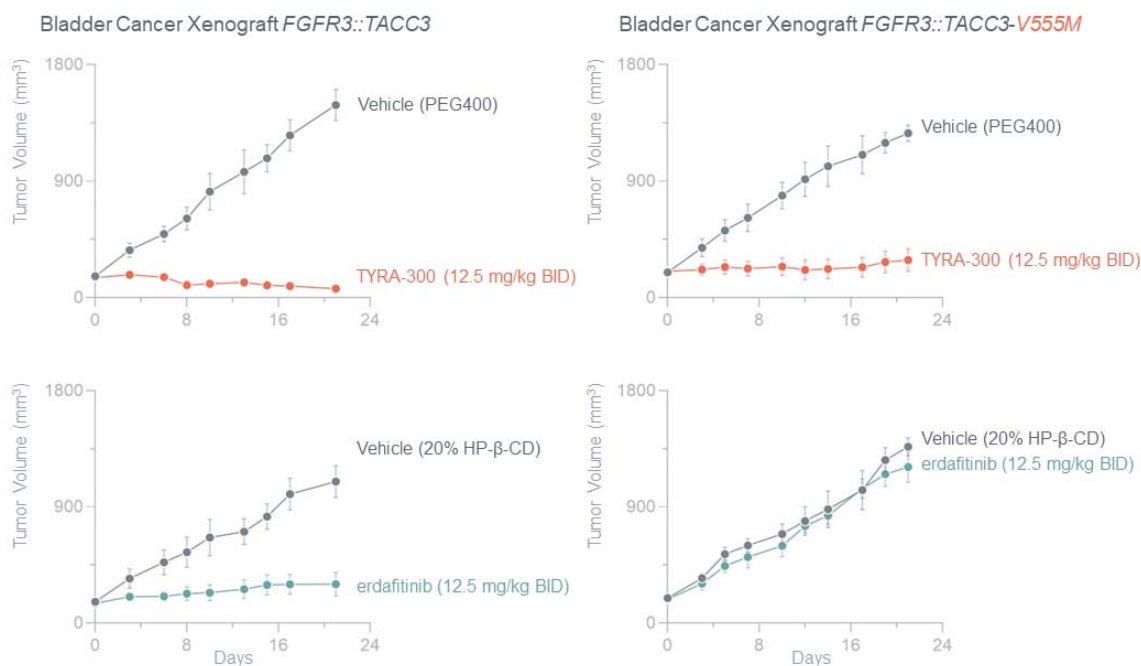 Bladder Cancer Xenograft FGFR3::TACC3
Bladder Cancer Xenograft FGFR3::TACC3-V555M
Tumor Volume (mm³)
1800
900
0
Vehicle (PEG400)
TYRA-300 (12.5 mg/kg BID)
0 8 16 24
Tumor Volume (mm³)
1800
900
0
Vehicle (PEG400)
TYRA-300 (12.5 mg/kg BID)
0 8 16 24
Tumor Volume (mm³)
1800
900
0
Vehicle (20% HP-β-CD)
erdafitinib (12.5 mg/kg BID)
0 8 16 24
Days
Tumor Volume (mm³)
1800
900
0
Vehicle (20% HP-β-CD)
erdafitinib (12.5 mg/kg BID)
0 8 16 24
Days